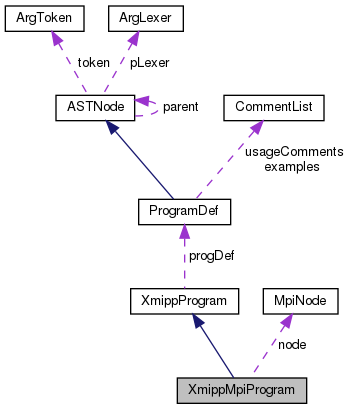 ArgToken
ArgLexer
token
pLexer
ASTNode
parent
CommentList
usageComments
examples
ProgramDef
progDef
XmippProgram
MpiNode
node
XmippMpiProgram